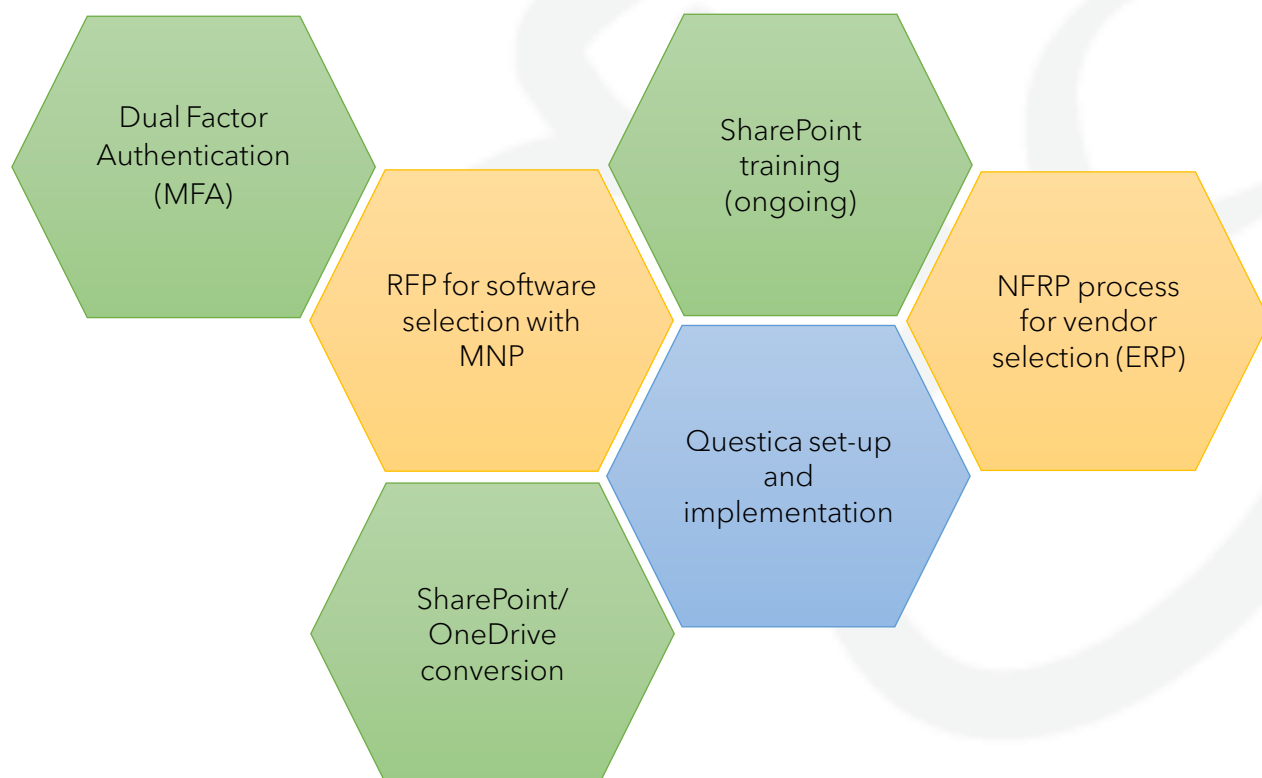 Dual Factor
Authentication
(MFA)
SharePoint
training
(ongoing)
RFP for software
selection with
MNP
NFRP process
for vendor
selection (ERP)
Questica set-up
and
implementation
SharePoint/
OneDrive
conversion